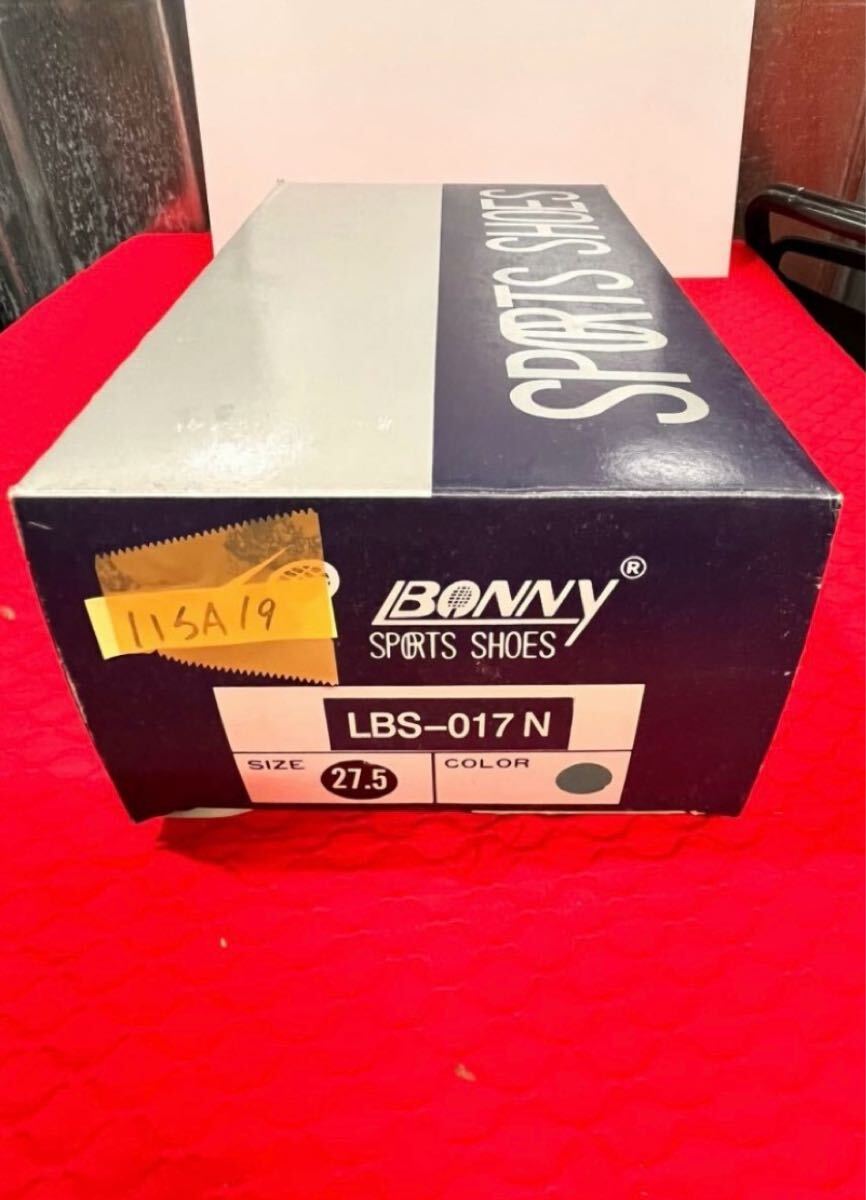 SPORTS SHOES
115A19
BONNY®
SPORTS SHOES
LBS-017 N
SIZE 27.5 COLOR